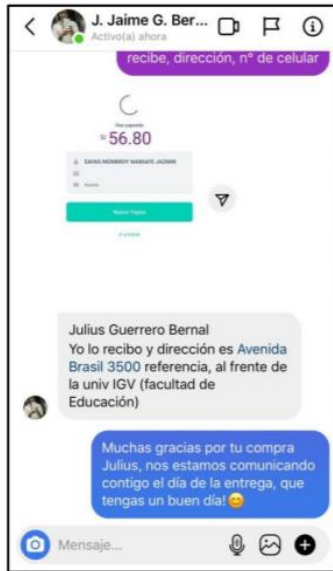 J. Jaime G. Ber...
Activo(a) ahora
recibe, dirección, n° de celular
S/ 56.80
Julius Guerrero Bernal
Yo lo recibo y dirección es Avenida
Brasil 3500 referencia, al frente de
la univ IGV (facultad de
Educación)
Muchas gracias por tu compra
Julius, nos estamos comunicando
contigo el día de la entrega, que
tengas un buen día!😊
Mensaje...